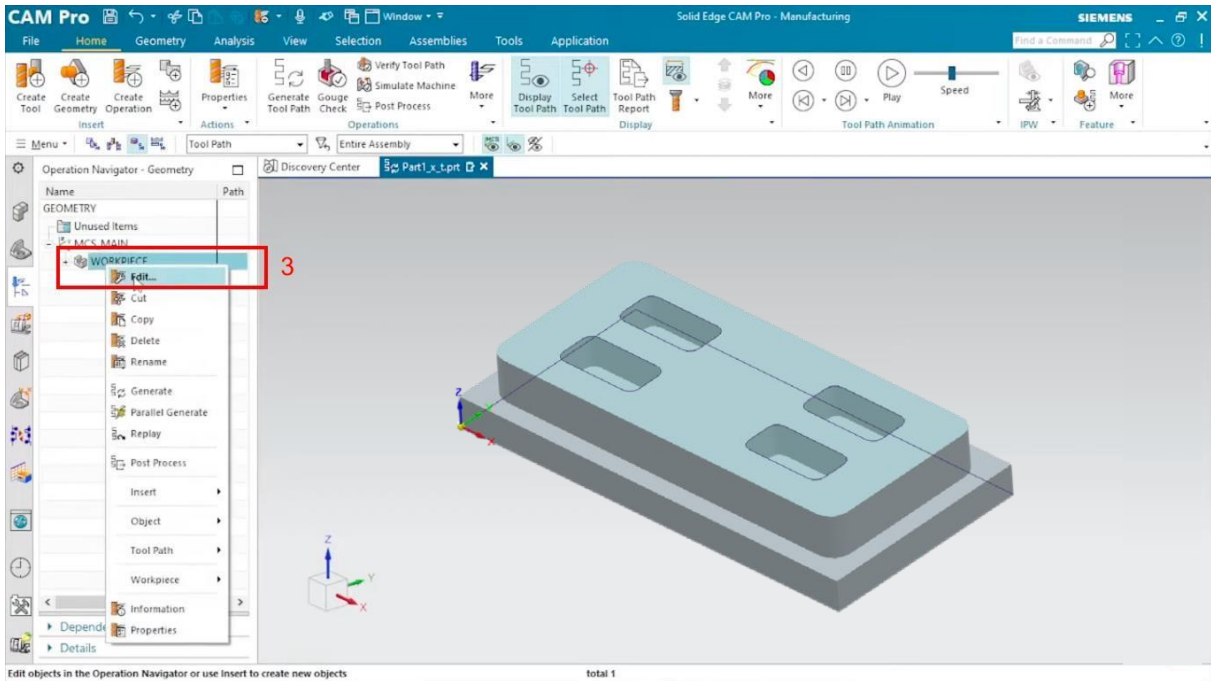 CAM Pro Window Solid Edge CAM Pro - Manufacturing SIEMENS
File Home Geometry Analysis View Selection Assemblies Tools Application Find a Command
Create Tool
Create Geometry
Create Operation
Properties
Generate Tool Path
Gouge Check
Verify Tool Path
Simulate Machine
Post Process
More
Display Tool Path
Select Tool Path
Tool Path Report
More
Play
Speed
More
Insert Actions Operations Display Tool Path Animation IPW Feature
Menu Tool Path Entire Assembly
Operation Navigator - Geometry
Discovery Center Part1_x_t.prt
Name Path
GEOMETRY
Unused Items
MCS_MAIN
WORKPIECE
3
Edit...
Cut
Copy
Delete
Rename
Generate
Parallel Generate
Replay
Post Process
Insert
Object
Tool Path
Workpiece
Information
Properties
Depende
Details
Z
X
Z
Y
X
Edit objects in the Operation Navigator or use Insert to create new objects total 1